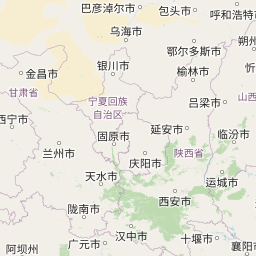 巴彦淖尔市
包头市
呼和浩特
乌海市
朔州
鄂尔多斯市
银川市
榆林市
忻
金昌市
甘肃省
宁夏回族
自治区
吕梁市
山西
西宁市
延安市
临汾市
固原市
兰州市
陕西省
庆阳市
天水市
运城市
西安市
陇南市
汉中市
十堰市
阿坝州
广元市
襄阳市